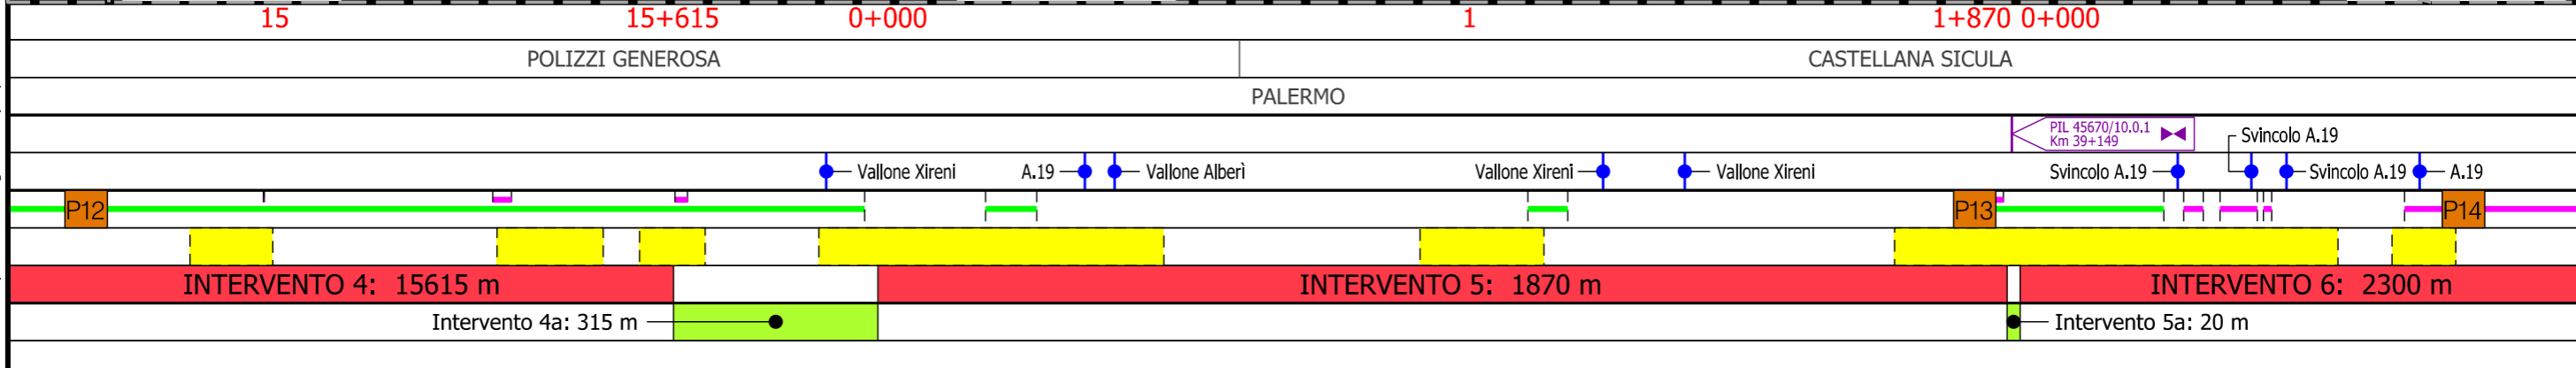 15 15+615 0+000 1 1+870 0+000
POLIZZI GENEROSA CASTELLANA SICULA
PALERMO
PIL 45670/10.0.1
Km 39+149
Svincolo A.19
Vallone Xireni A.19 Vallone Alberì Vallone Xireni Vallone Xireni Svincolo A.19 Svincolo A.19 A.19
P12 P13 P14
INTERVENTO 4: 15615 m INTERVENTO 5: 1870 m INTERVENTO 6: 2300 m
Intervento 4a: 315 m Intervento 5a: 20 m